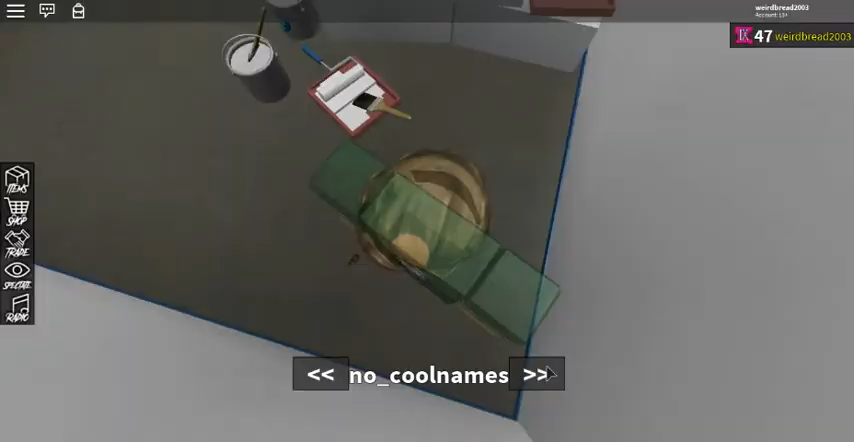 weirdbread2003
Account: 13+
47 weirdbread2003
ITEMS
SHOP
TRADE
SPECTATE
RADIO
<< no_coolnames >>